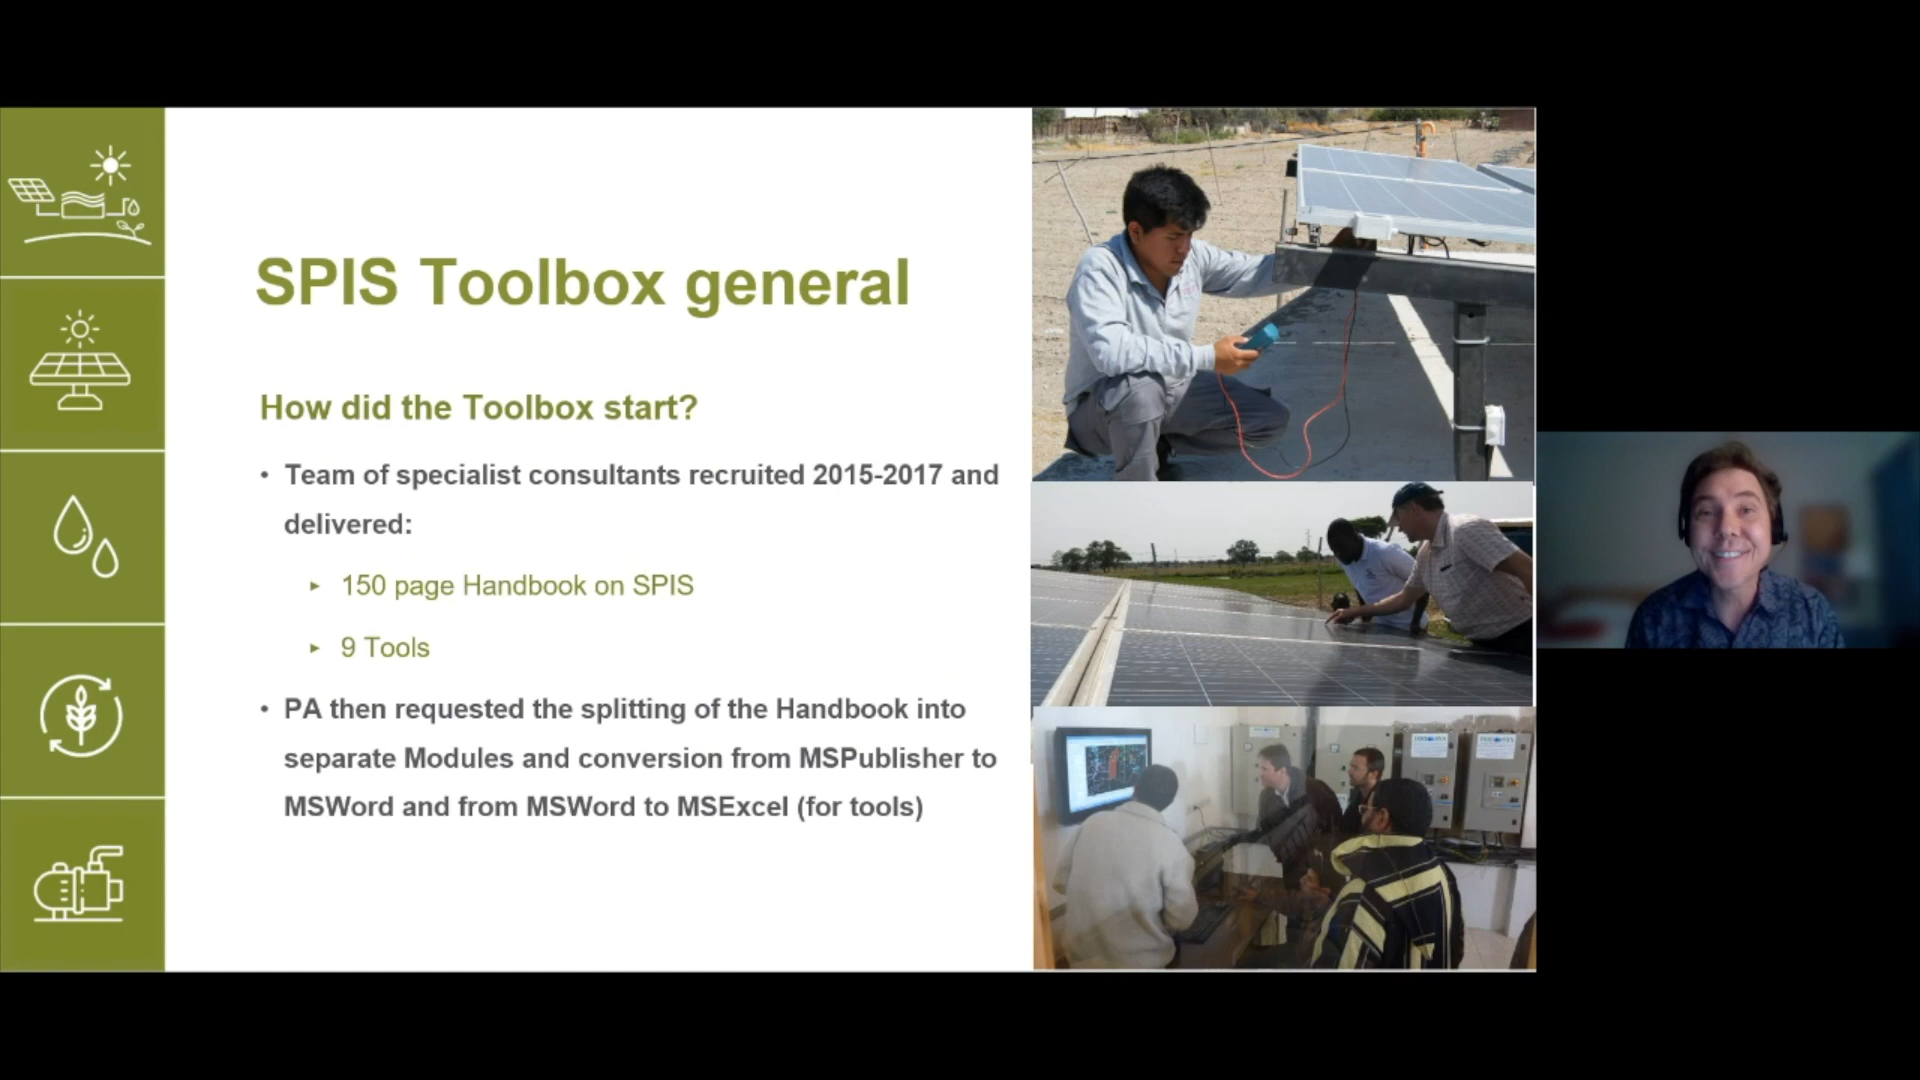 SPIS Toolbox general
How did the Toolbox start?
• Team of specialist consultants recruited 2015-2017 and
delivered:
▸ 150 page Handbook on SPIS
▸ 9 Tools
• PA then requested the splitting of the Handbook into
separate Modules and conversion from MSPublisher to
MSWord and from MSWord to MSExcel (for tools)